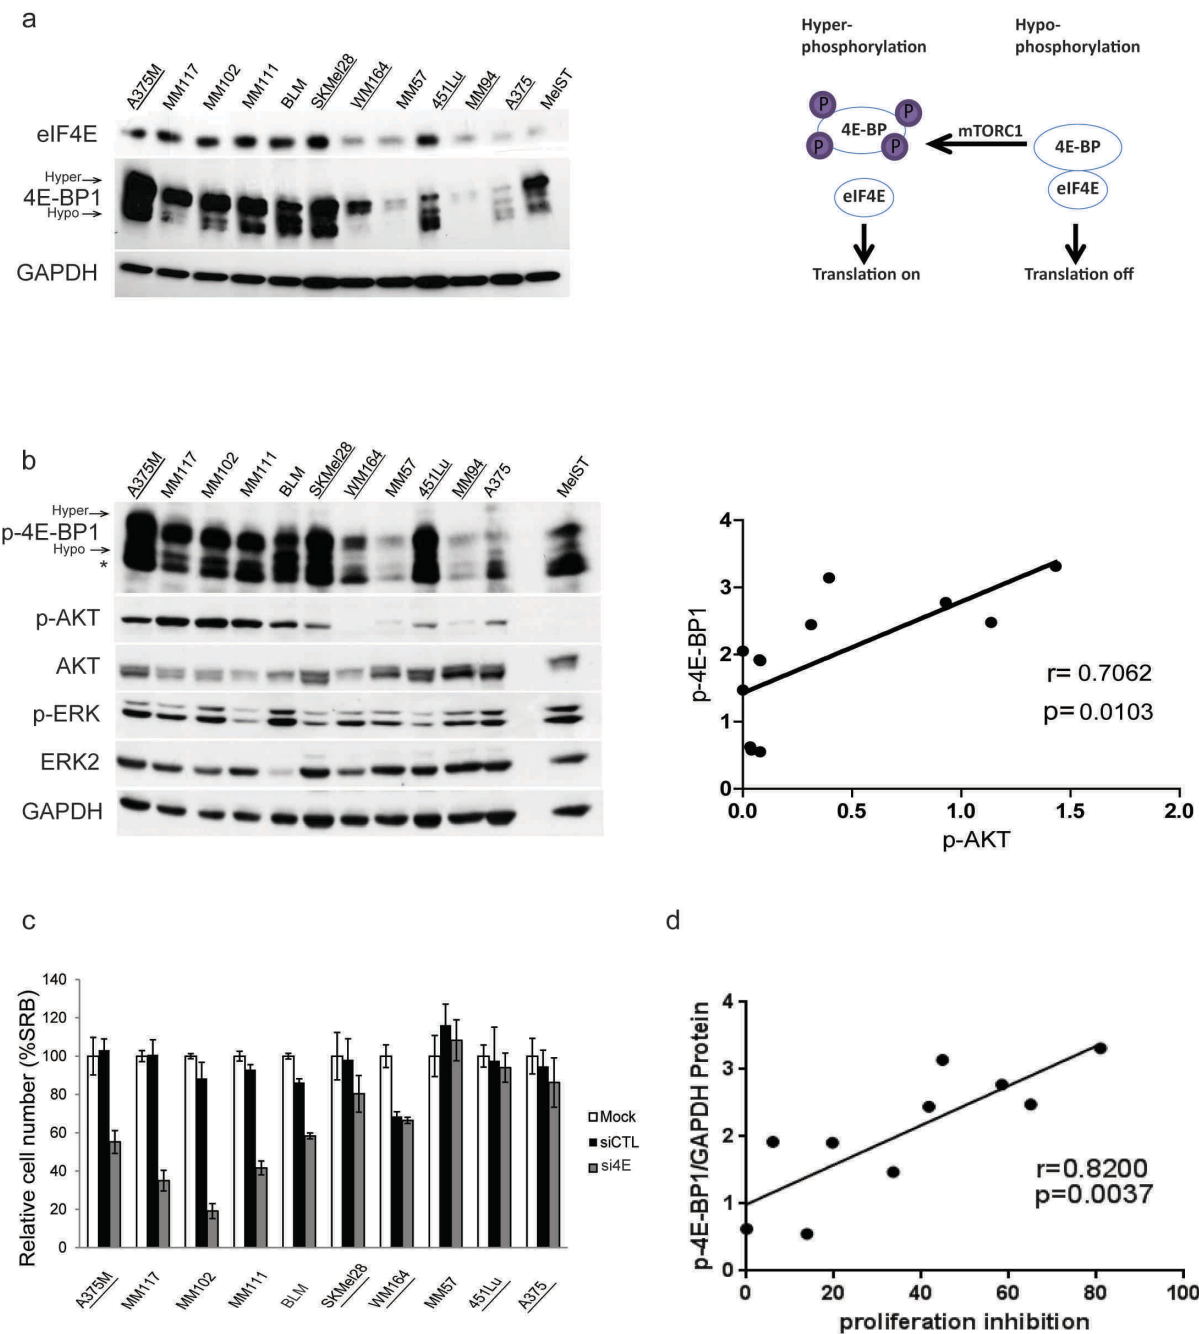 a
A375M
MM117
MM102
MM111
BLM
SKMel28
WM164
MM57
451Lu
MM94
A375
MelST
eIF4E
Hyper
4E-BP1
Hypo
GAPDH
Hyper-
phosphorylation
Hypo-
phosphorylation
P
P
4E-BP
P
P
mTORC1
4E-BP
eIF4E
eIF4E
Translation on
Translation off
b
A375M
MM117
MM102
MM111
BLM
SKMel28
WM164
MM57
451Lu
MM94
A375
MelST
Hyper
p-4E-BP1
Hypo
*
p-AKT
AKT
p-ERK
ERK2
GAPDH
4
3
2
1
0
p-4E-BP1
r= 0.7062
p= 0.0103
0.0
0.5
1.0
1.5
2.0
p-AKT
c
Relative cell number (%SRB)
140
120
100
80
60
40
20
0
Mock
siCTL
si4E
A375M
MM117
MM102
MM111
BLM
SKMel28
WM164
MM57
451Lu
A375
d
p-4E-BP1/GAPDH Protein
4
3
2
1
0
r=0.8200
p=0.0037
0
20
40
60
80
100
proliferation inhibition